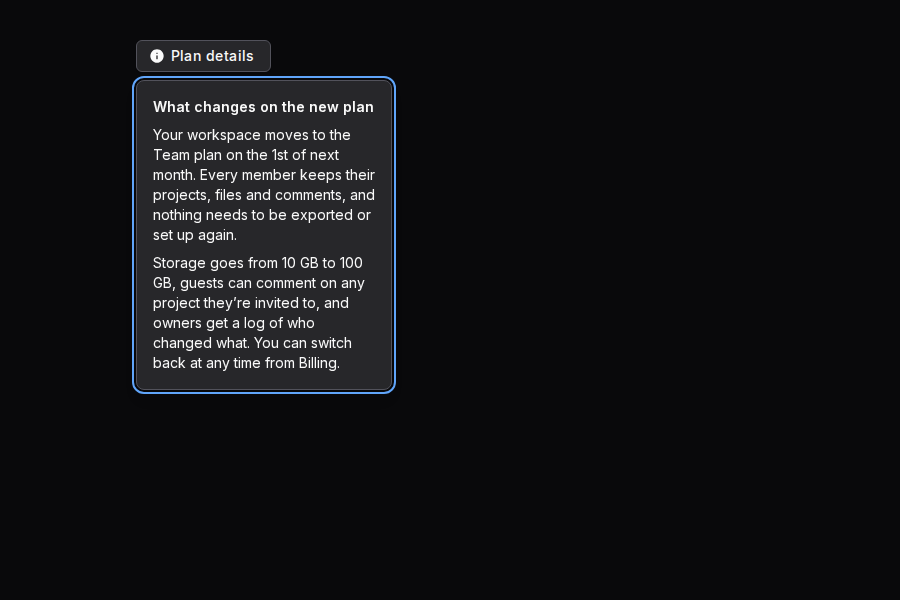 Plan details
What changes on the new plan
Your workspace moves to the
Team plan on the 1st of next
month. Every member keeps their
projects, files and comments, and
nothing needs to be exported or
set up again.
Storage goes from 10 GB to 100
GB, guests can comment on any
project they’re invited to, and
owners get a log of who
changed what. You can switch
back at any time from Billing.